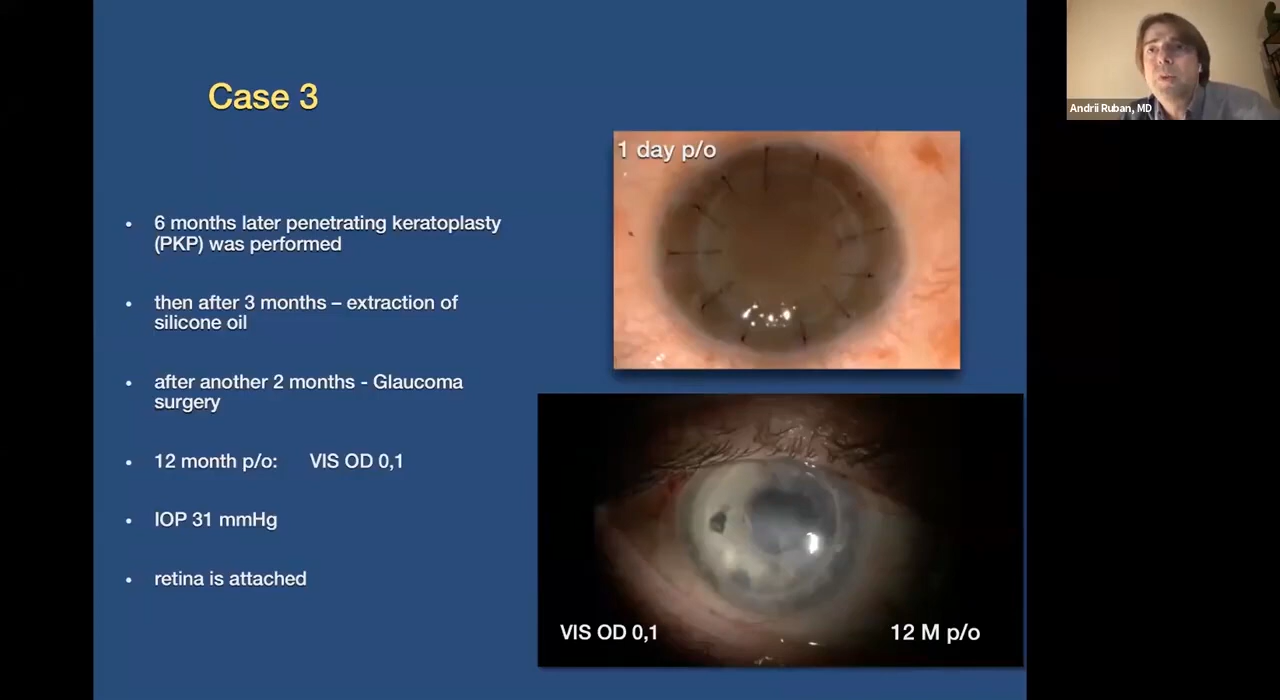 Case 3
• 6 months later penetrating keratoplasty
(PKP) was performed
• then after 3 months – extraction of
silicone oil
• after another 2 months - Glaucoma
surgery
• 12 month p/o: VIS OD 0,1
• IOP 31 mmHg
• retina is attached
1 day p/o
VIS OD 0,1
12 M p/o
Andrii Ruban, MD